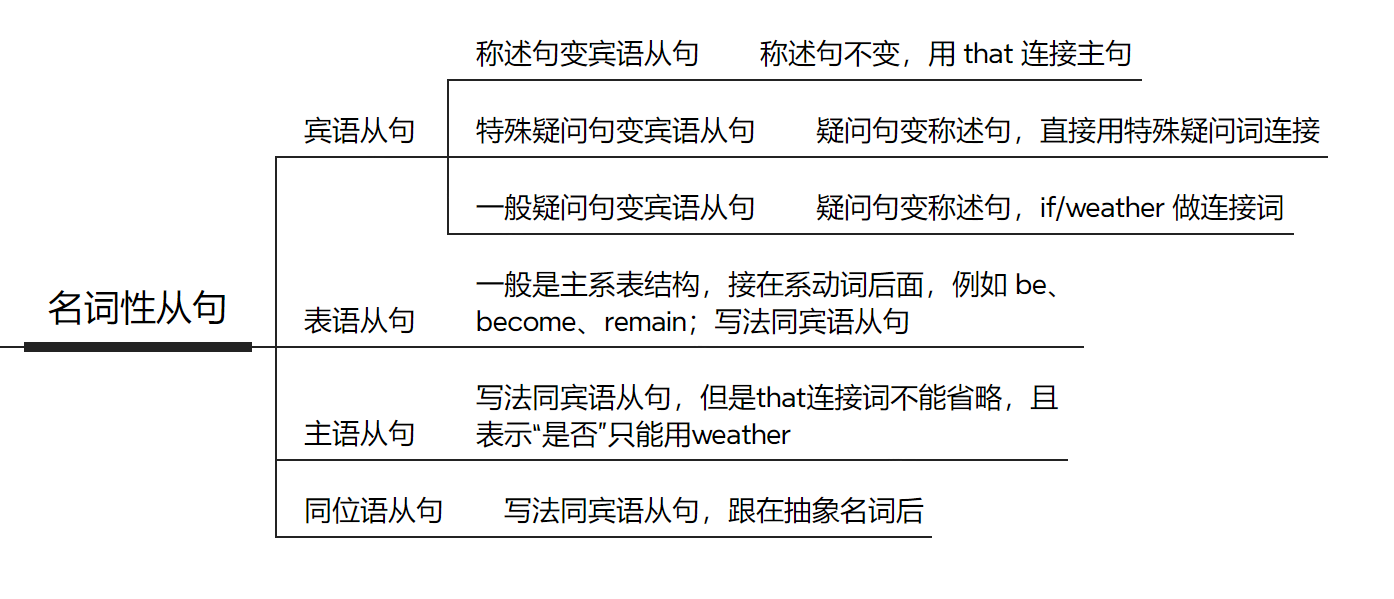 称述句变宾语从句 称述句不变，用 that 连接主句
宾语从句 特殊疑问句变宾语从句 疑问句变称述句，直接用特殊疑问词连接
一般疑问句变宾语从句 疑问句变称述句，if/weather 做连接词
名词性从句
表语从句 一般是主系表结构，接在系动词后面，例如 be、
become、remain；写法同宾语从句
主语从句 写法同宾语从句，但是that连接词不能省略，且
表示“是否”只能用weather
同位语从句 写法同宾语从句，跟在抽象名词后